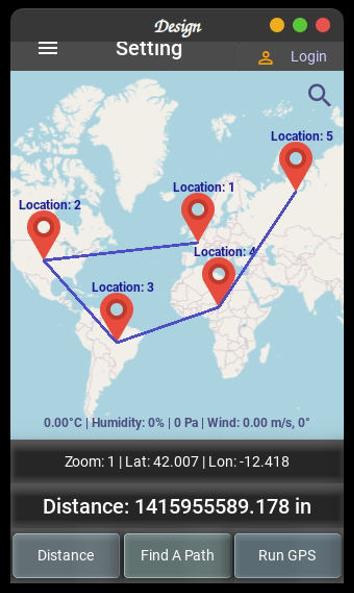 Design
Setting
Login
Location: 5
Location: 1
Location: 2
Location: 4
Location: 3
0.00°C | Humidity: 0% | 0 Pa | Wind: 0.00 m/s, 0°
Zoom: 1 | Lat: 42.007 | Lon: -12.418
Distance: 1415955589.178 in
Distance
Find A Path
Run GPS